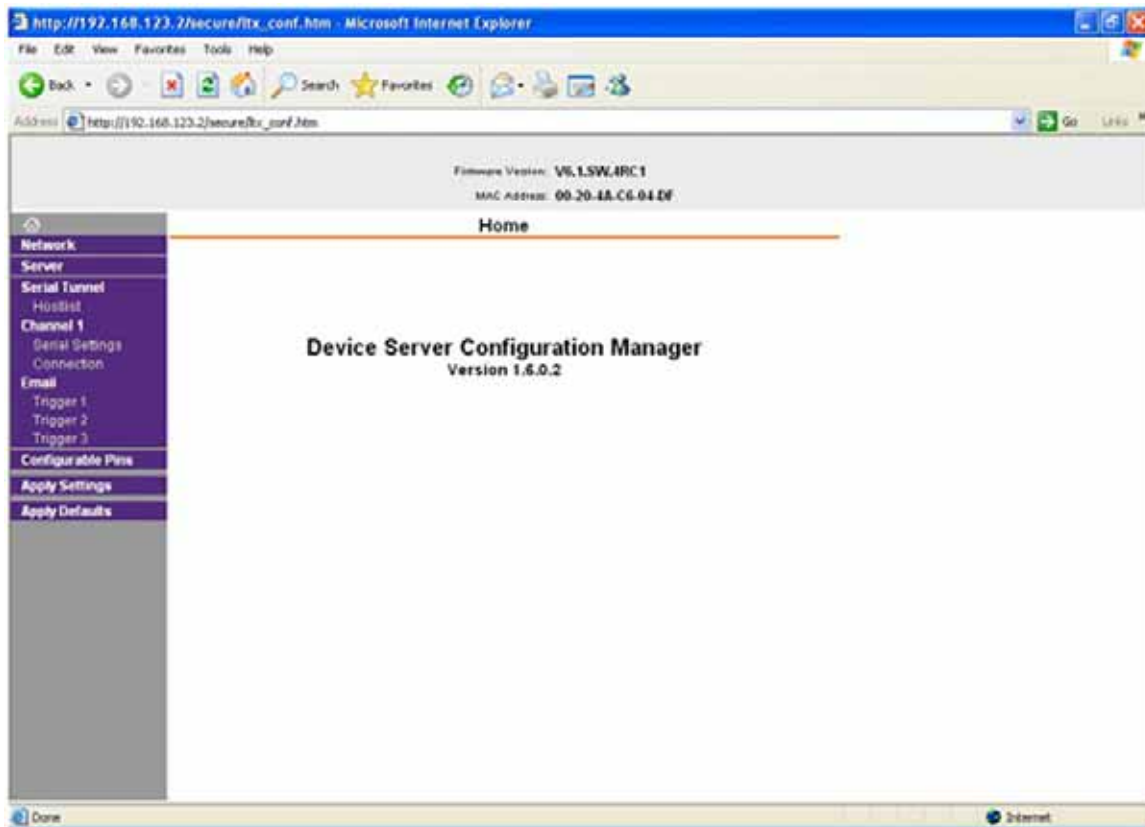 http://192.168.123.2/secure/ltx_conf.htm - Microsoft Internet Explorer
File Edit View Favorites Tools Help
Back Search Favorites
Address http://192.168.123.2/secure/ltx_conf.htm Go Links »
Firmware Version: V6.1.SW.4RC1
MAC Address: 00-20-4A-C6-04-DF
Home
Network
Server
Serial Tunnel
Hostlist
Channel 1
Serial Settings
Connection
Email
Trigger 1
Trigger 2
Trigger 3
Configurable Pins
Apply Settings
Apply Defaults
Device Server Configuration Manager
Version 1.6.0.2
Done Internet